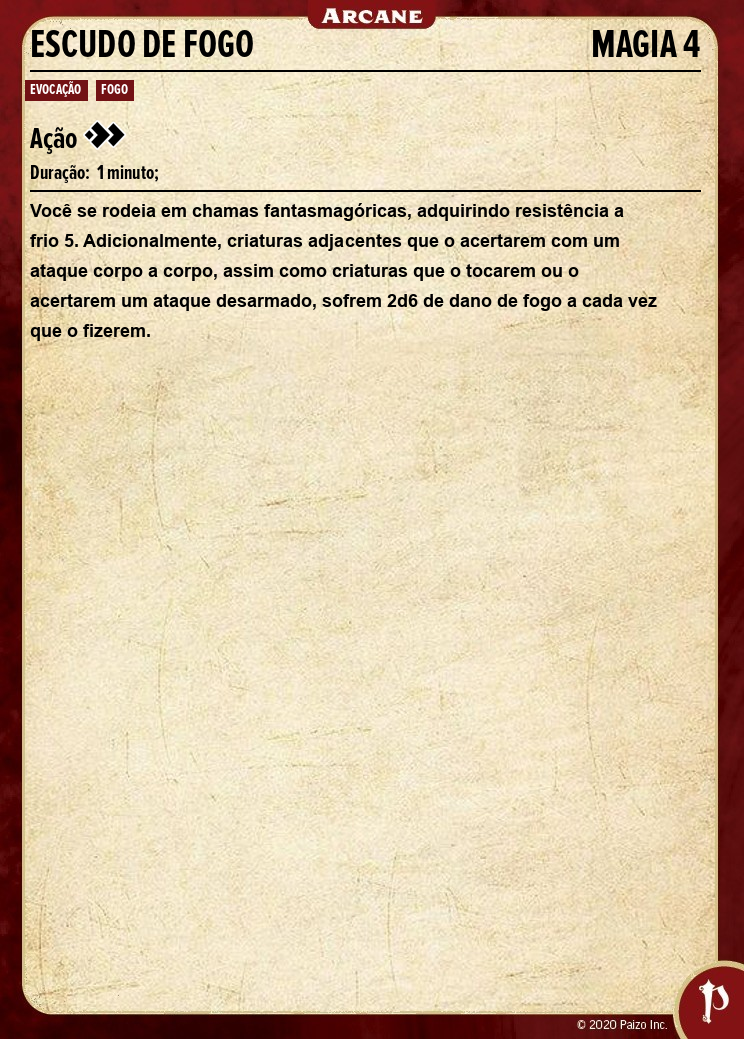 ARCANE
ESCUDO DE FOGO MAGIA 4
EVOCAÇÃO FOGO
Ação
Duração: 1 minuto;
Você se rodeia em chamas fantasmagóricas, adquirindo resistência a
frio 5. Adicionalmente, criaturas adjacentes que o acertarem com um
ataque corpo a corpo, assim como criaturas que o tocarem ou o
acertarem um ataque desarmado, sofrem 2d6 de dano de fogo a cada vez
que o fizerem.
© 2020 Paizo Inc.
P